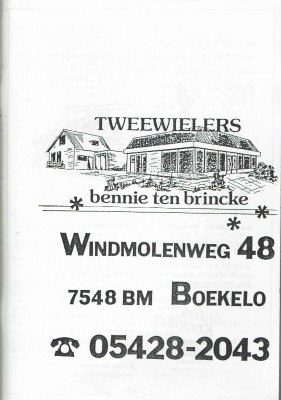 TWEEWIELERS
bennie ten brincke
WINDMOLENWEG 48
7548 BM BOEKELO
☎ 05428-2043